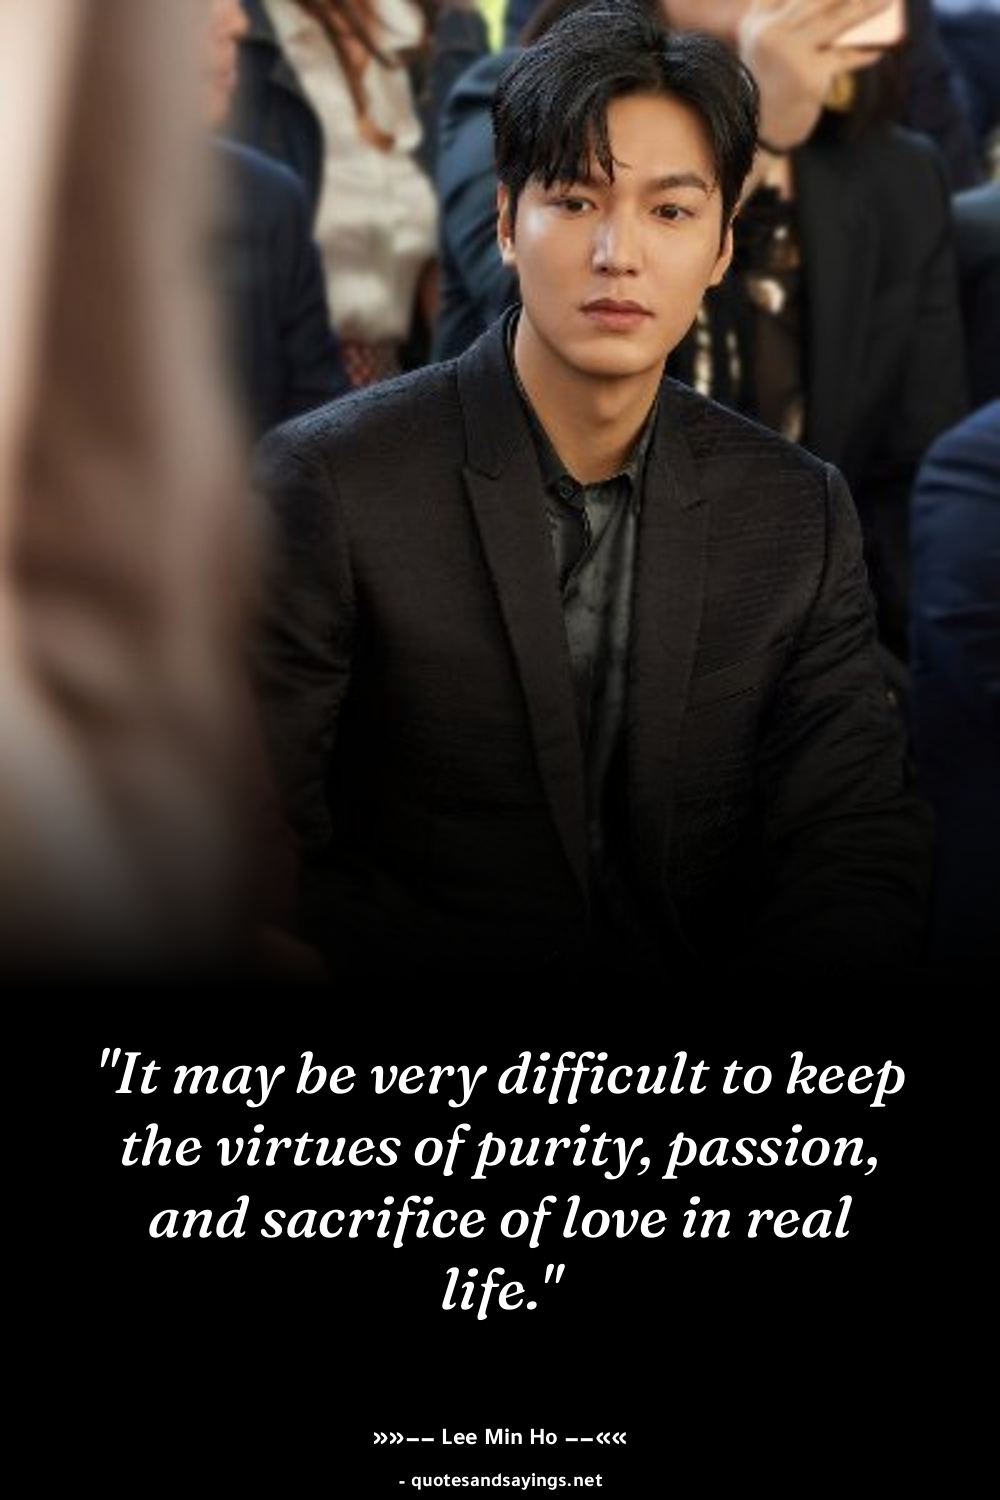 "It may be very difficult to keep
the virtues of purity, passion,
and sacrifice of love in real
life."
»»−− Lee Min Ho −−««
- quotesandsayings.net